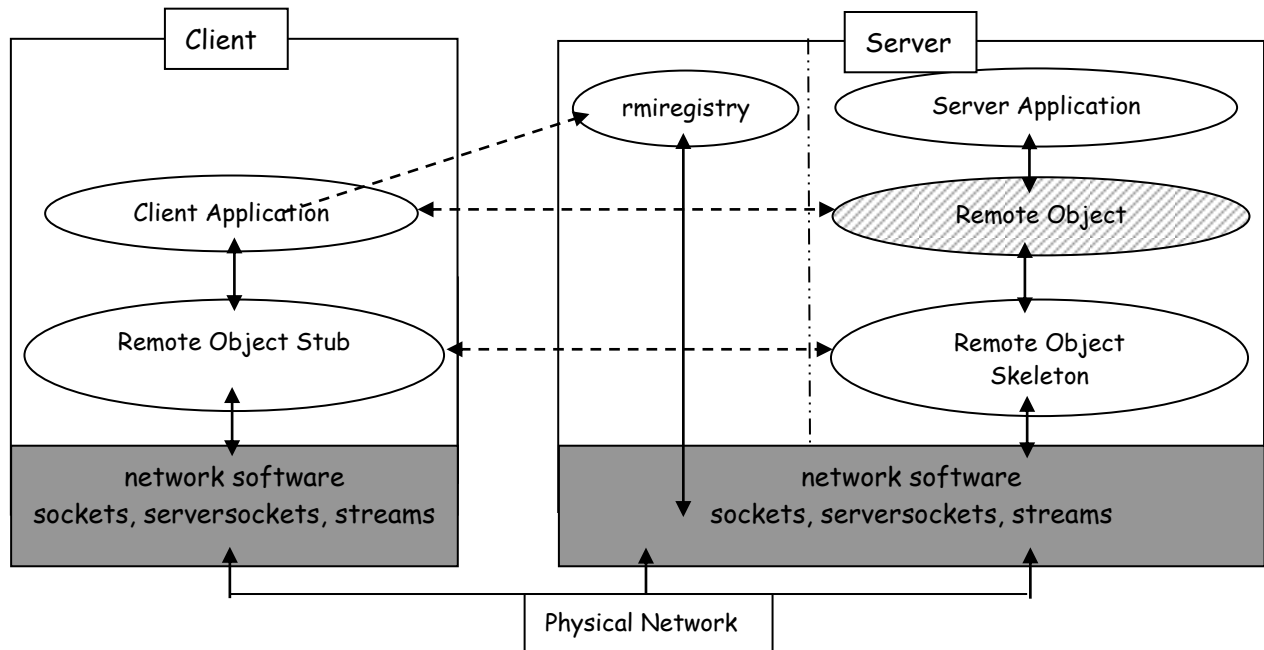 Client
Server
rmiregistry
Server Application
Client Application
Remote Object
Remote Object Stub
Remote Object
Skeleton
network software
sockets, serversockets, streams
network software
sockets, serversockets, streams
Physical Network